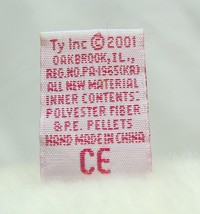 Ty Inc © 2001
OAKBROOK, IL.,
REG.NO.PA-1965(KR)
ALL NEW MATERIAL
INNER CONTENTS:
POLYESTER FIBER
& P.E. PELLETS
HAND MADE IN CHINA
CE